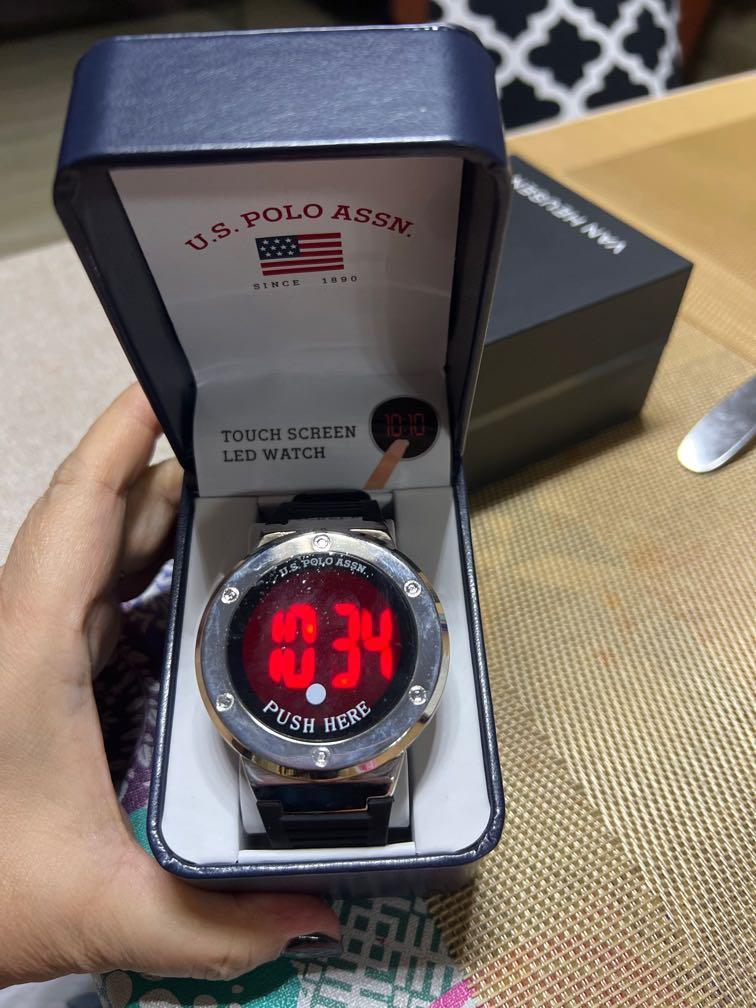 U.S. POLO ASSN.
SINCE 1890
VAN HEUSEN
TOUCH SCREEN
LED WATCH
10:10
U.S. POLO ASSN.
10 34
PUSH HERE